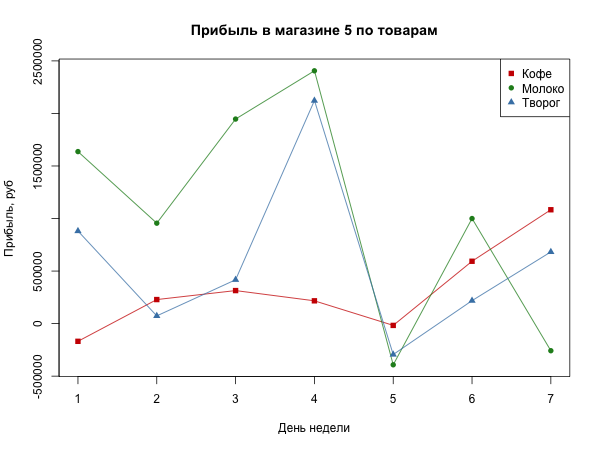 Прибыль в магазине 5 по товарам
2500000
1500000
500000
0
-500000
Прибыль, руб
Кофе
Молоко
Творог
1 2 3 4 5 6 7
День недели